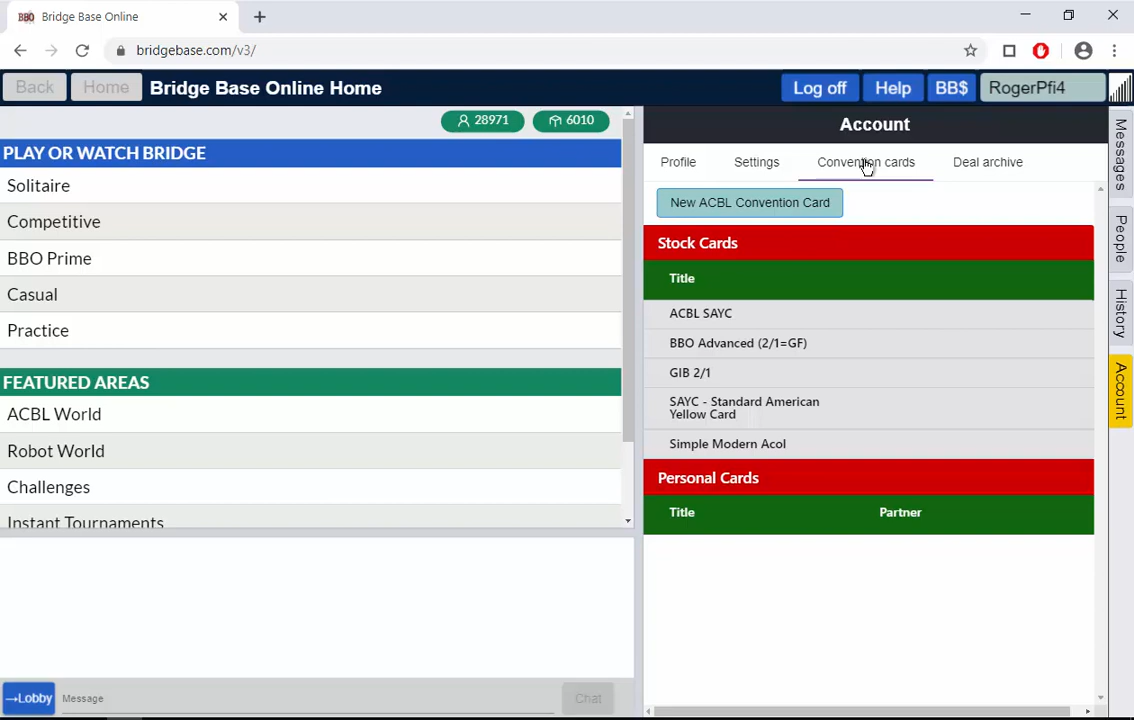 BBO Bridge Base Online
bridgebase.com/v3/
Back Home Bridge Base Online Home Log off Help BB$ RogerPfi4
28971 6010
PLAY OR WATCH BRIDGE
Solitaire
Competitive
BBO Prime
Casual
Practice
FEATURED AREAS
ACBL World
Robot World
Challenges
Instant Tournaments
→Lobby Message Chat
Account
Profile Settings Convention cards Deal archive
New ACBL Convention Card
Stock Cards
Title
ACBL SAYC
BBO Advanced (2/1=GF)
GIB 2/1
SAYC - Standard American
Yellow Card
Simple Modern Acol
Personal Cards
Title Partner
Messages
People
History
Account